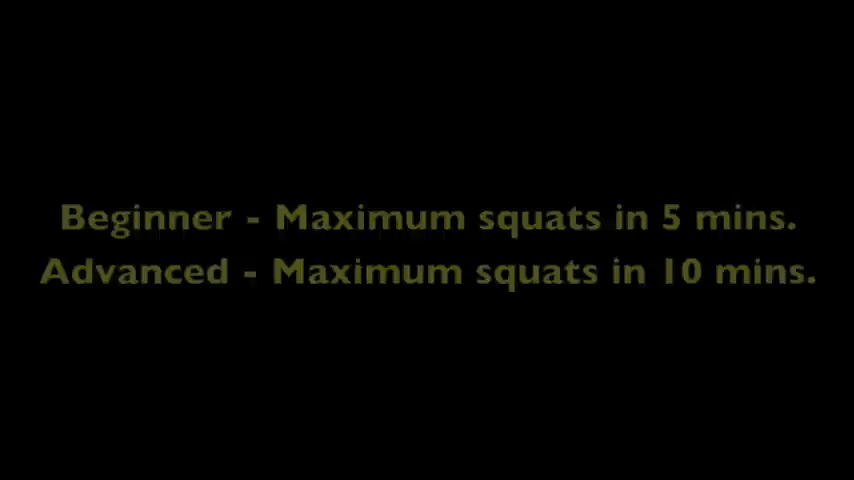 Beginner - Maximum squats in 5 mins.
Advanced - Maximum squats in 10 mins.